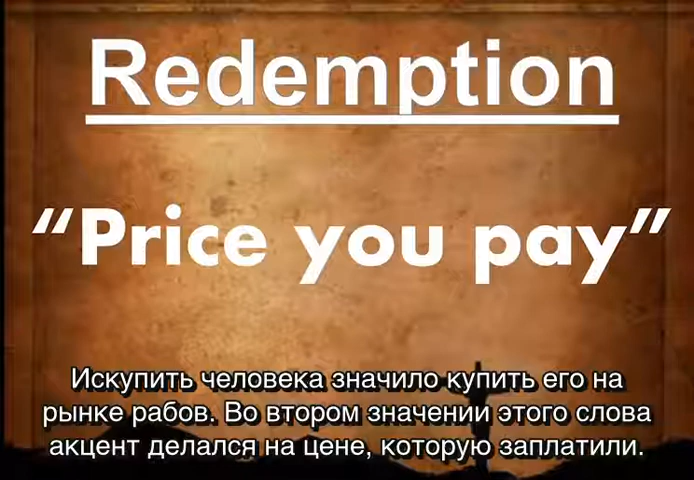 Redemption
“Price you pay”
Искупить человека значило купить его на
рынке рабов. Во втором значении этого слова
акцент делался на цене, которую заплатили.